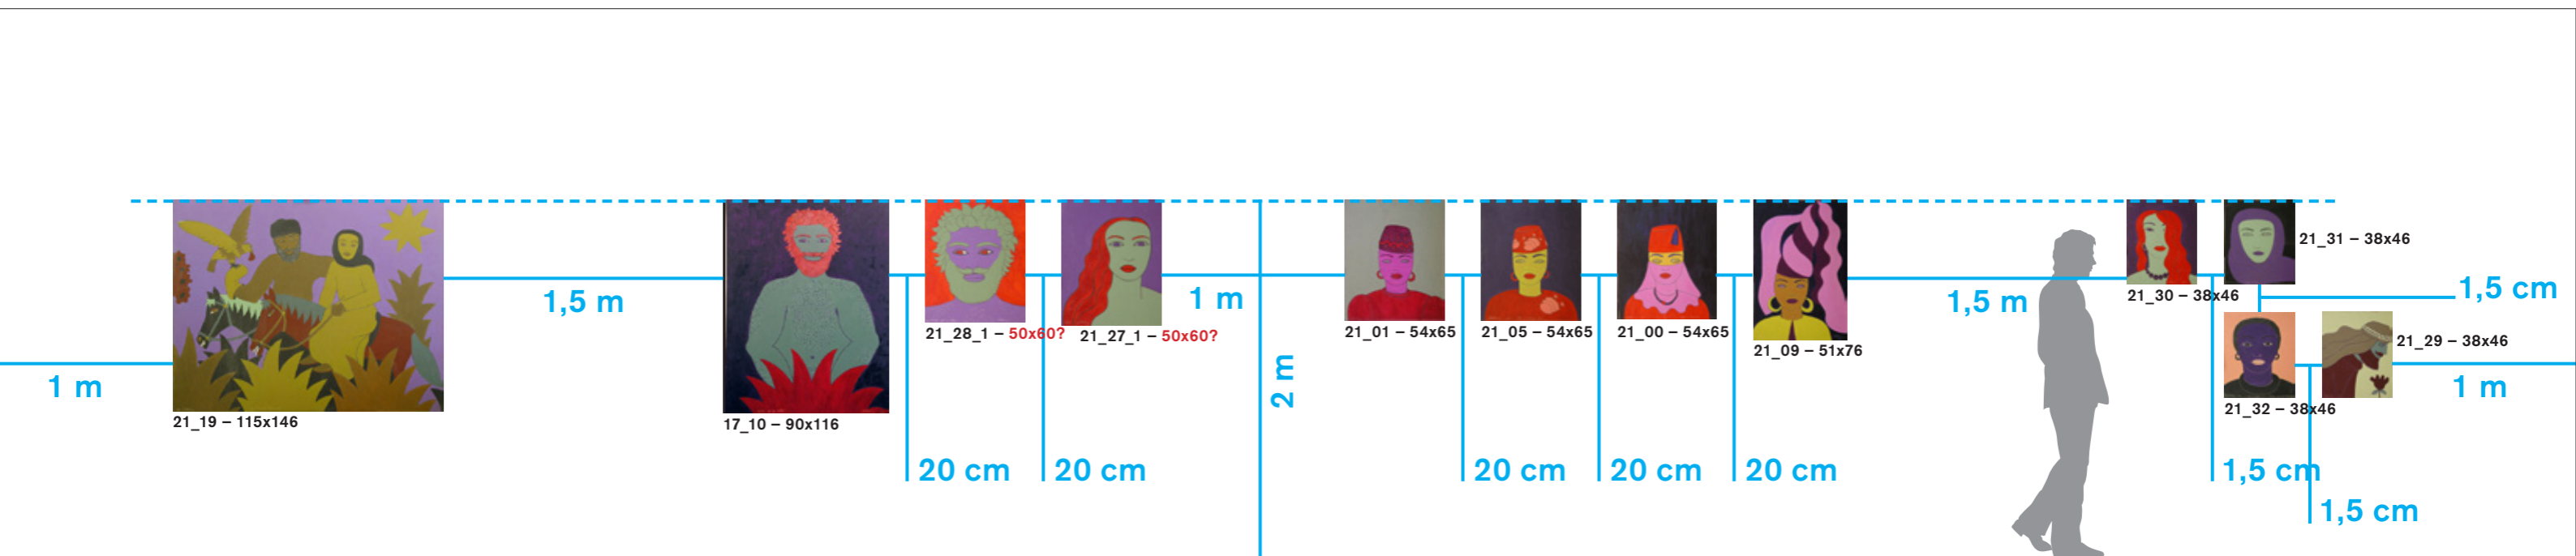 1 m
21_19 – 115x146
1,5 m
17_10 – 90x116
20 cm
21_28_1 – 50x60?
20 cm
21_27_1 – 50x60?
1 m
2 m
21_01 – 54x65
20 cm
21_05 – 54x65
20 cm
21_00 – 54x65
20 cm
21_09 – 51x76
1,5 m
21_30 – 38x46
21_31 – 38x46
1,5 cm
21_29 – 38x46
21_32 – 38x46
1 m
1,5 cm
1,5 cm